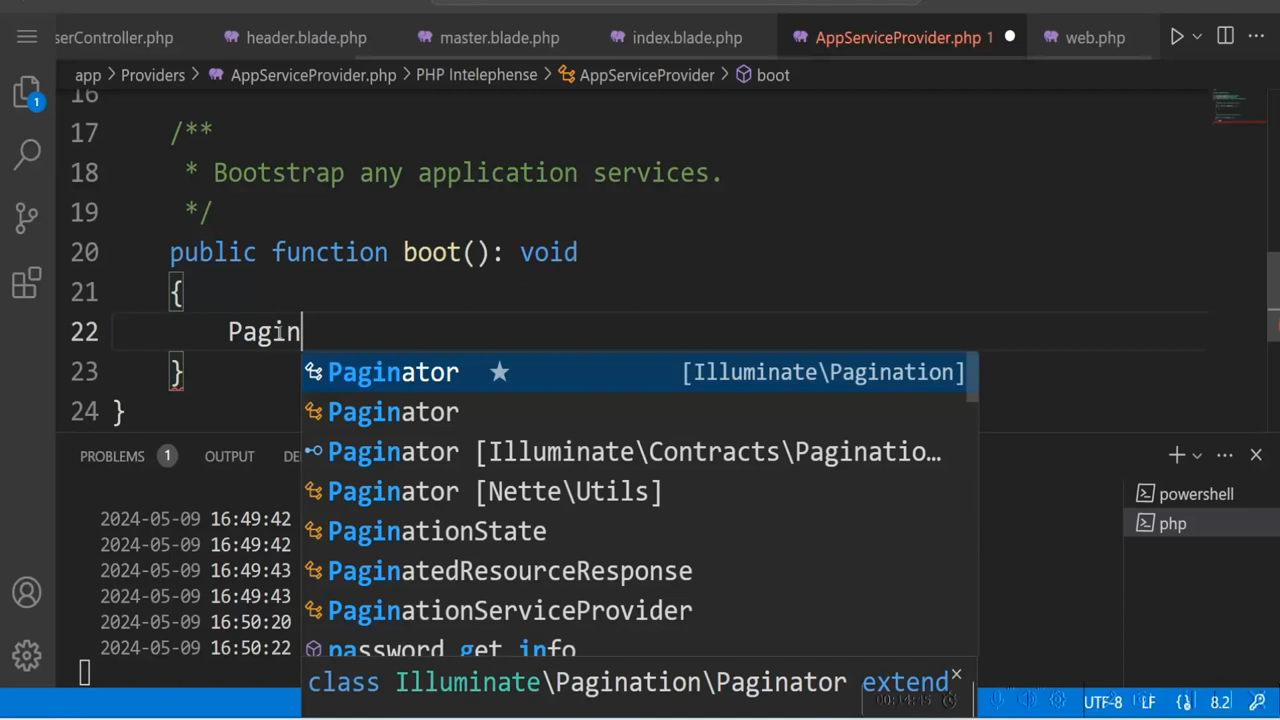 serController.php header.blade.php master.blade.php index.blade.php AppServiceProvider.php 1 web.php
app Providers AppServiceProvider.php PHP Intelephense AppServiceProvider boot
16
17 /**
18 * Bootstrap any application services.
19 */
20 public function boot(): void
21 {
22 Pagin
Paginator ★ [Illuminate\Pagination]
23 }
Paginator
24 }
Paginator [Illuminate\Contracts\Paginatio…
PROBLEMS 1 OUTPUT DE
Paginator [Nette\Utils]
powershell
2024-05-09 16:49:42
PaginationState
php
2024-05-09 16:49:42
2024-05-09 16:49:43
PaginatedResourceResponse
2024-05-09 16:49:43
PaginationServiceProvider
2024-05-09 16:50:20
2024-05-09 16:50:22
password_get_info
class Illuminate\Pagination\Paginator extend
00:14:45
UTF-8 LF 8.2